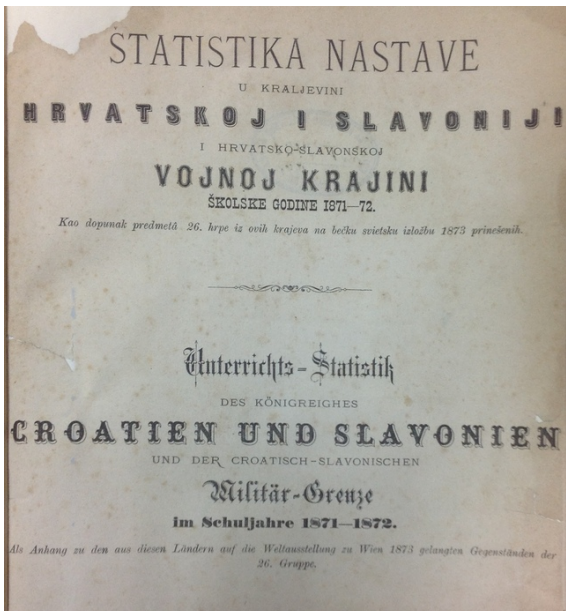 STATISTIKA NASTAVE
U KRALJEVINI
HRVATSKOJ I SLAVONIJI
I HRVATSKO-SLAVONSKOJ
VOJNOJ KRAJINI
ŠKOLSKE GODINE 1871—72.
Kao dopunak predmetâ 26. hrpe iz ovih krajeva na bečku svietsku izložbu 1873 prinešenih.
Unterrichts-Statistik
DES KÖNIGREIGHES
CROATIEN UND SLAVONIEN
UND DER CROATISCH-SLAVONISCHEN
Militär-Grenze
im Schuljahre 1871—1872.
Als Anhang zu den aus diesen Ländern auf die Weltausstellung zu Wien 1873 gelangten Gegenständen der
26. Gruppe.